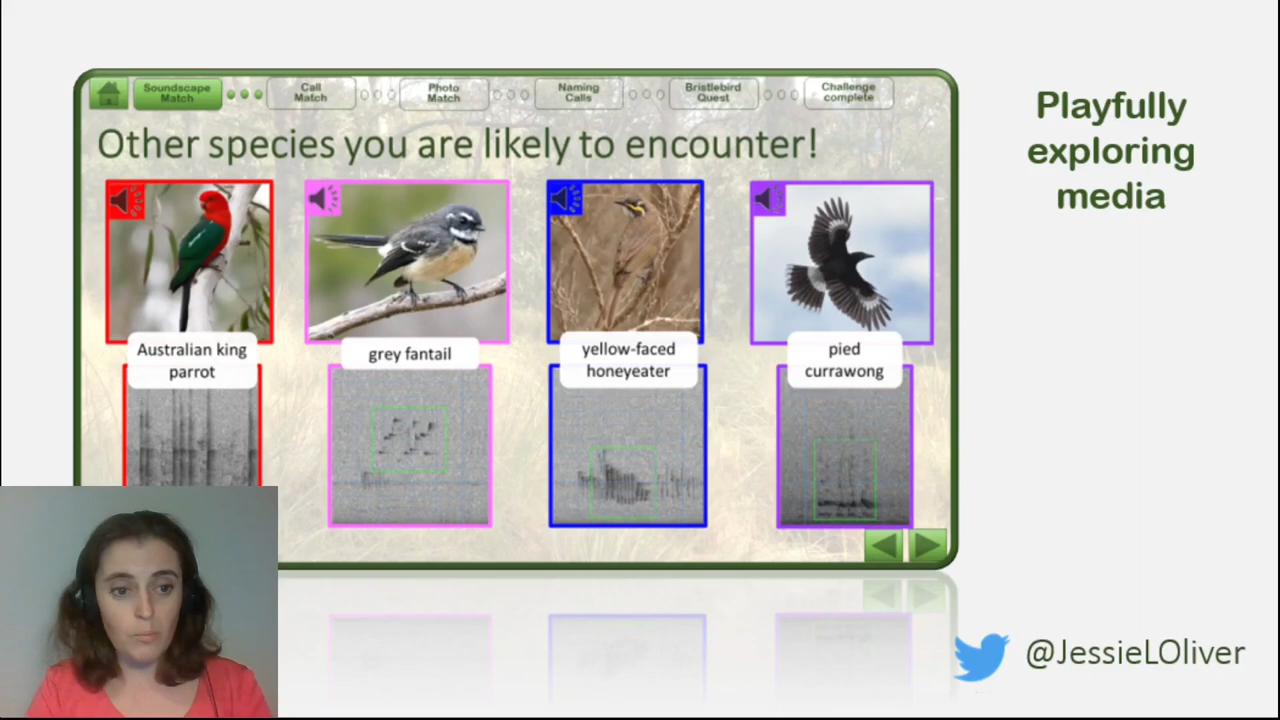 Soundscape
Match
Call
Match
Photo
Match
Naming
Calls
Bristlebird
Quest
Challenge
complete
Other species you are likely to encounter!
Australian king
parrot
grey fantail
yellow-faced
honeyeater
pied
currawong
Playfully
exploring
media
@JessieLOliver